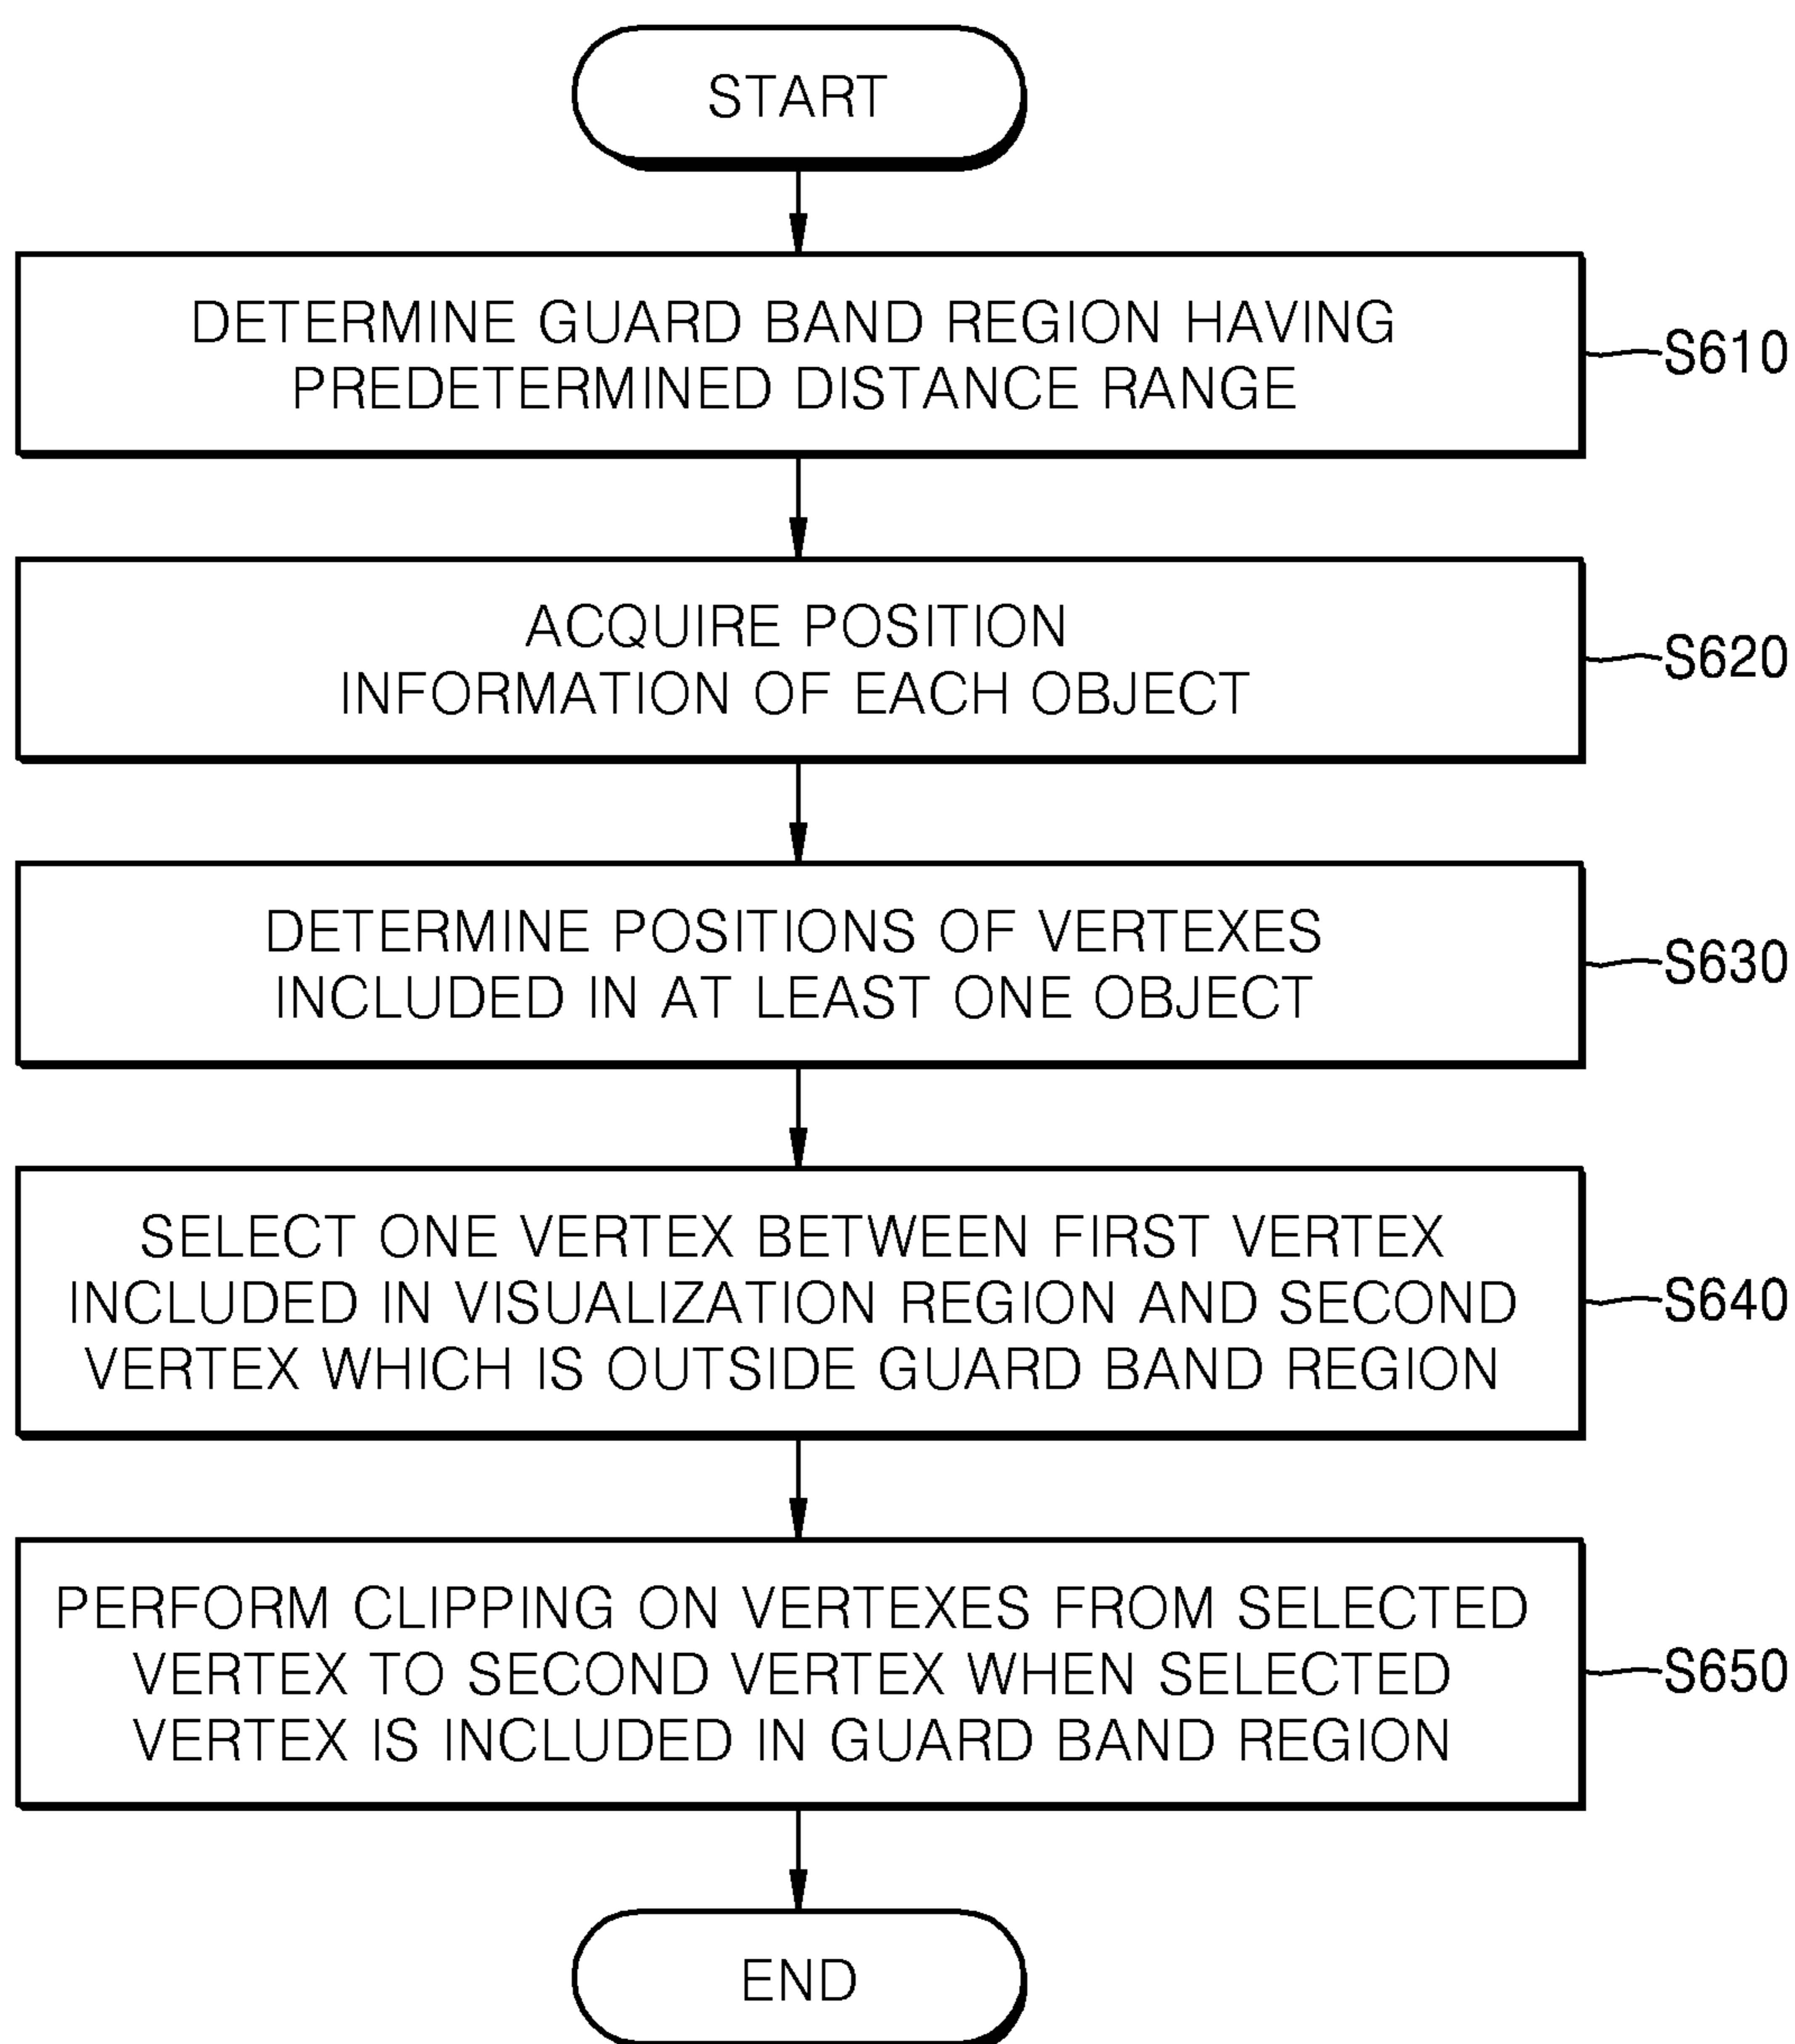 START
DETERMINE GUARD BAND REGION HAVING
PREDETERMINED DISTANCE RANGE
S610
ACQUIRE POSITION
INFORMATION OF EACH OBJECT
S620
DETERMINE POSITIONS OF VERTEXES
INCLUDED IN AT LEAST ONE OBJECT
S630
SELECT ONE VERTEX BETWEEN FIRST VERTEX
INCLUDED IN VISUALIZATION REGION AND SECOND
VERTEX WHICH IS OUTSIDE GUARD BAND REGION
S640
PERFORM CLIPPING ON VERTEXES FROM SELECTED
VERTEX TO SECOND VERTEX WHEN SELECTED
VERTEX IS INCLUDED IN GUARD BAND REGION
S650
END